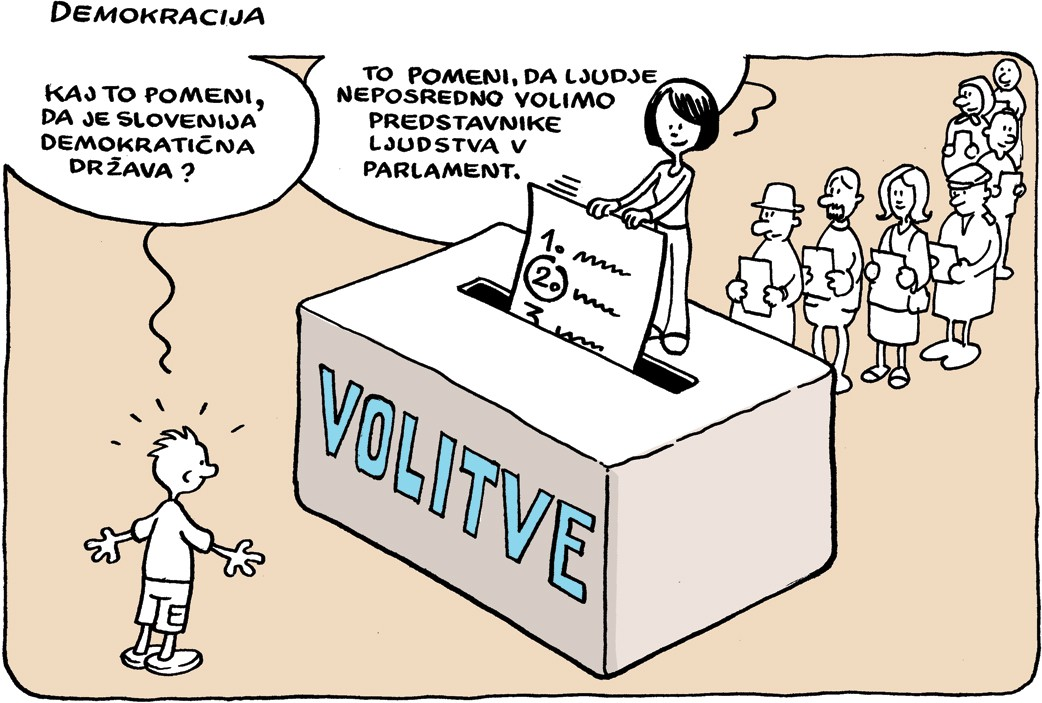 DEMOKRACIJA
KAJ TO POMENI,
DA JE SLOVENIJA
DEMOKRATIČNA
DRŽAVA?
TO POMENI, DA LJUDJE
NEPOSREDNO VOLIMO
PREDSTAVNIKE
LJUDSTVA V
PARLAMENT.
1.
2.
3
VOLITVE